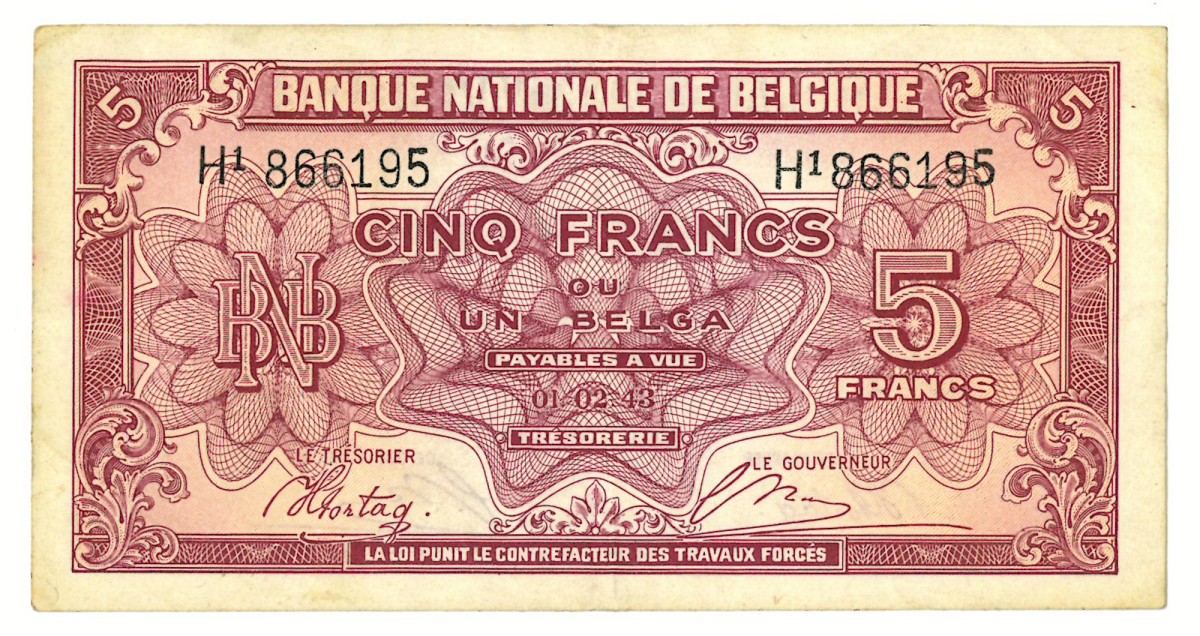 5 BANQUE NATIONALE DE BELGIQUE 5
H¹ 866195 H¹ 866195
CINQ FRANCS
OU
UN BELGA
PAYABLES A VUE
01-02-43
TRÉSORERIE
BNB
5
FRANCS
LE TRÉSORIER
LE GOUVERNEUR
LA LOI PUNIT LE CONTREFACTEUR DES TRAVAUX FORCÉS